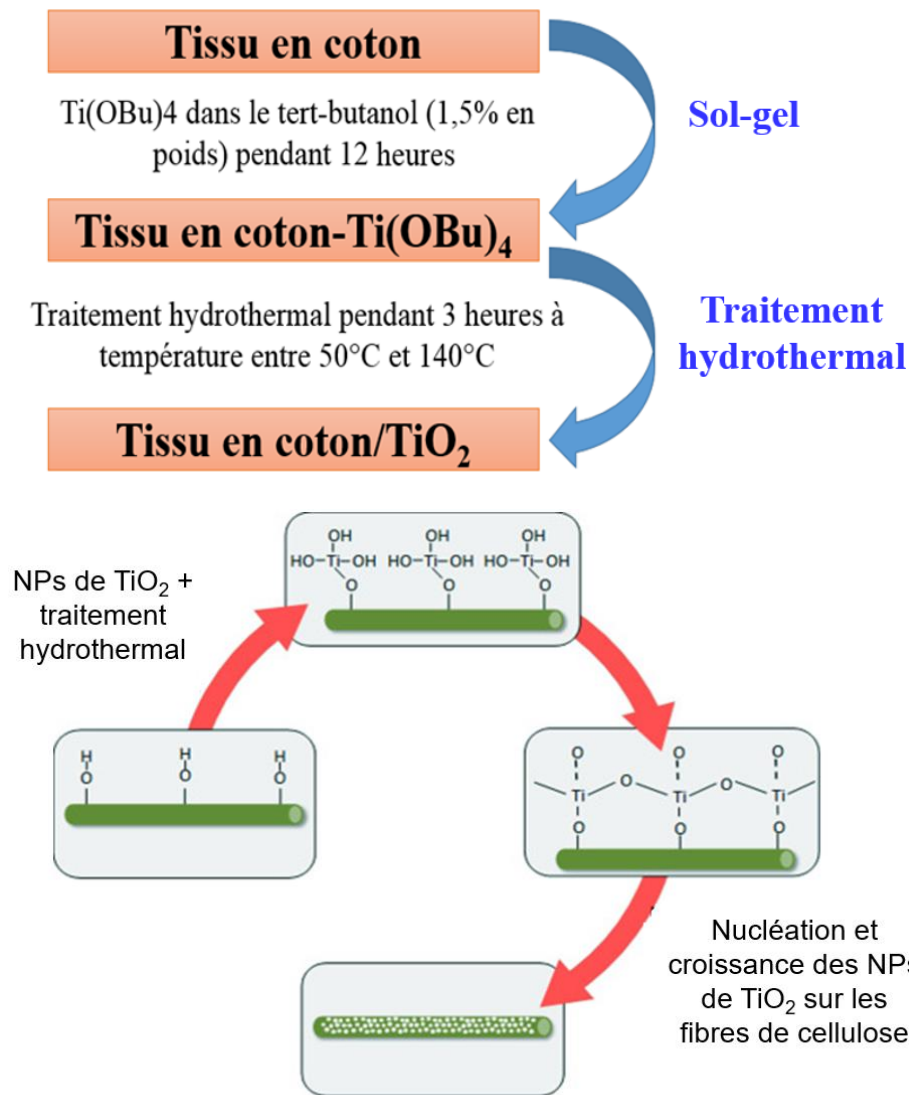 Tissu en coton
Ti(OBu)4 dans le tert-butanol (1,5% en
poids) pendant 12 heures
Sol-gel
Tissu en coton-Ti(OBu)₄
Traitement hydrothermal pendant 3 heures à
température entre 50°C et 140°C
Traitement
hydrothermal
Tissu en coton/TiO₂
NPs de TiO₂ +
traitement
hydrothermal
OH OH OH
HO–Ti–OH HO–Ti–OH HO–Ti–OH
O O O
H H H
O O O
O O O
Ti O Ti O Ti
O O O
Nucléation et
croissance des NPs
de TiO₂ sur les
fibres de cellulose